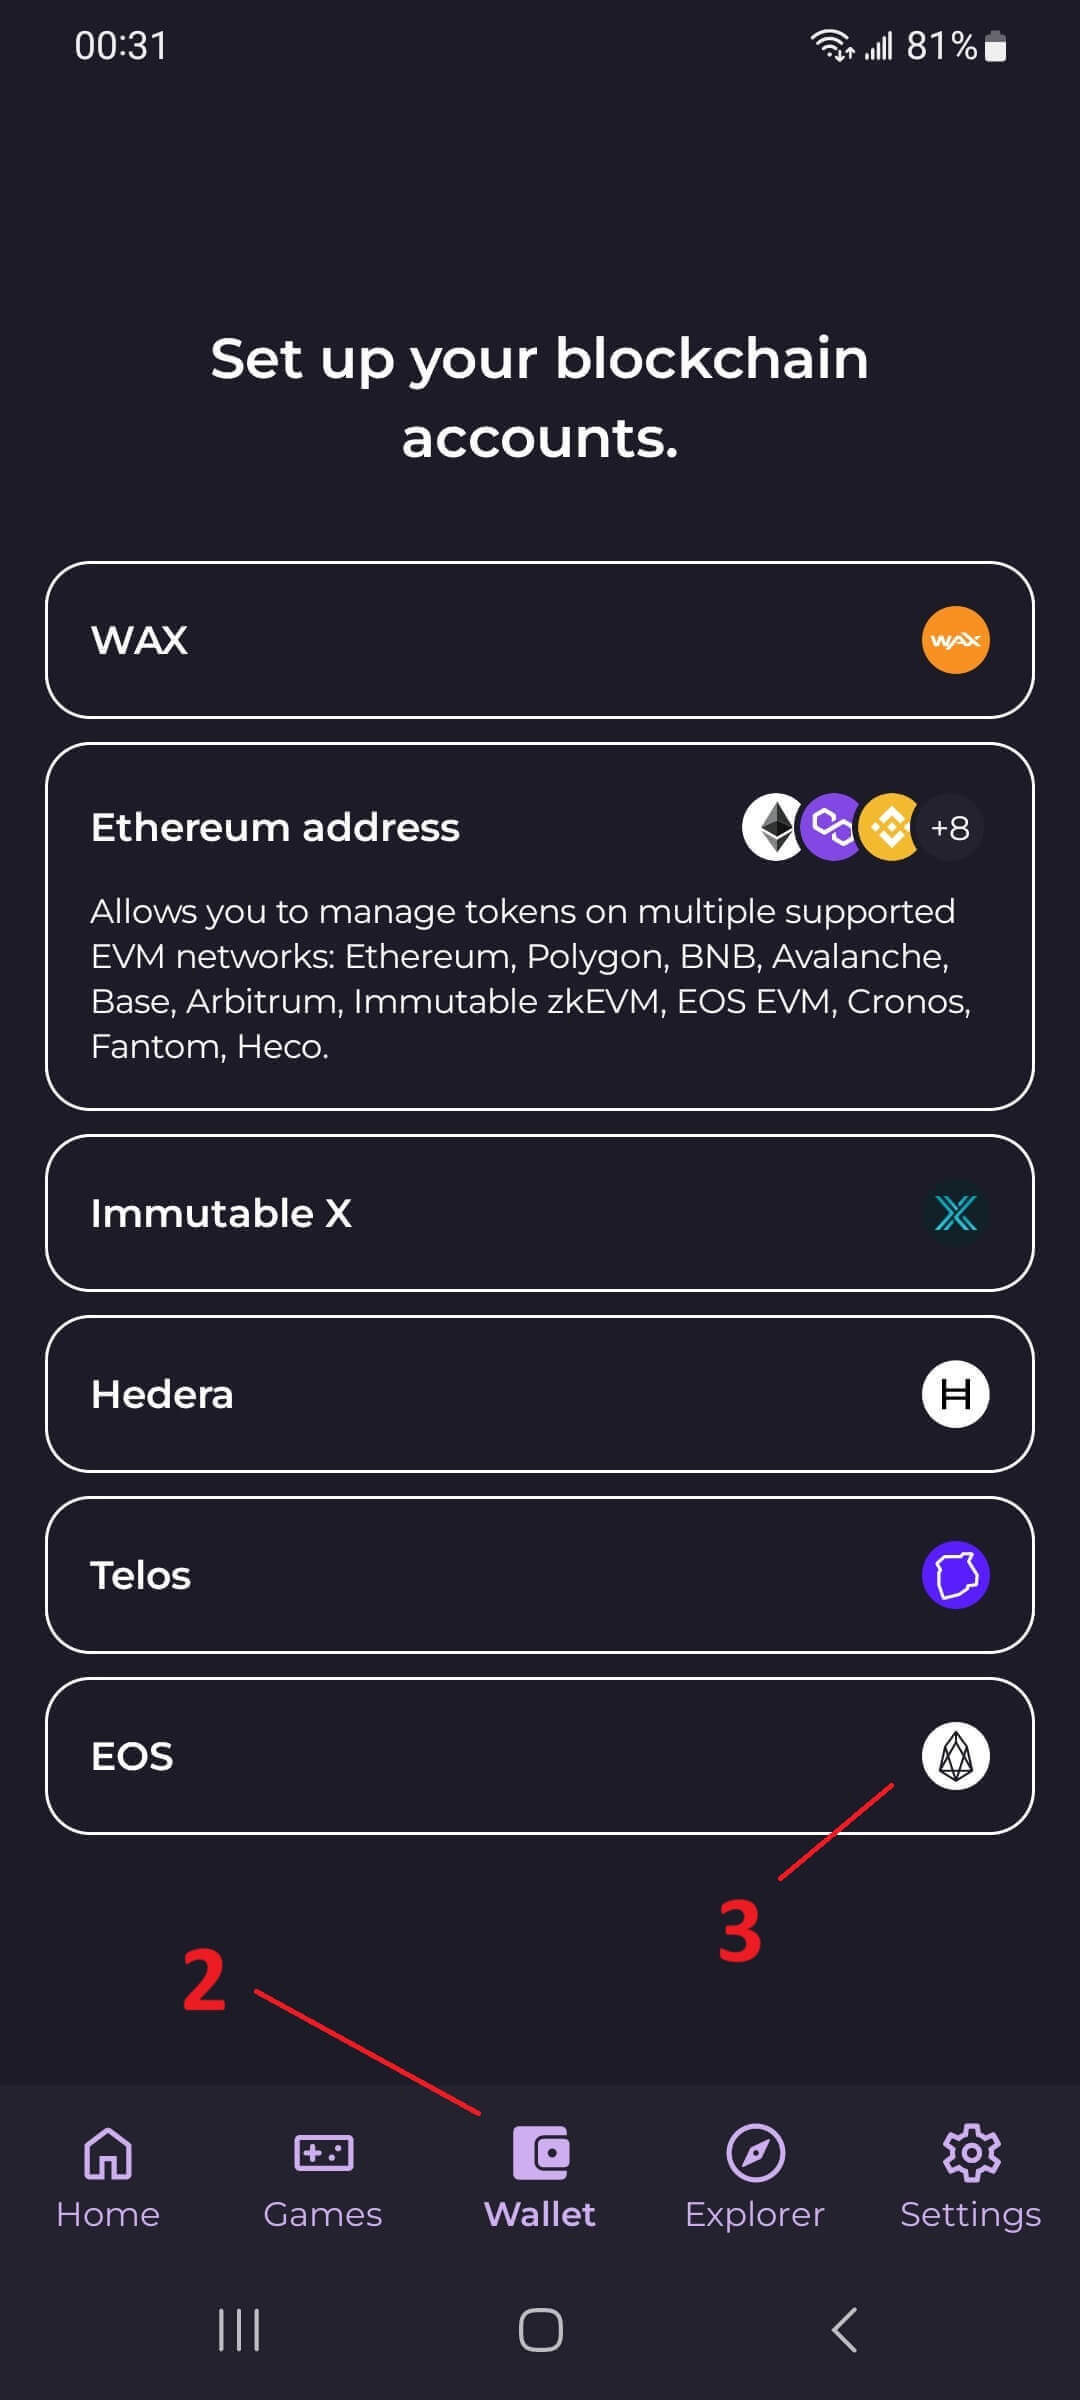 00:31
81%
Set up your blockchain
accounts.
WAX
WAX
Ethereum address
+8
Allows you to manage tokens on multiple supported
EVM networks: Ethereum, Polygon, BNB, Avalanche,
Base, Arbitrum, Immutable zkEVM, EOS EVM, Cronos,
Fantom, Heco.
Immutable X
Hedera
H
Telos
EOS
3
2
Home
Games
Wallet
Explorer
Settings